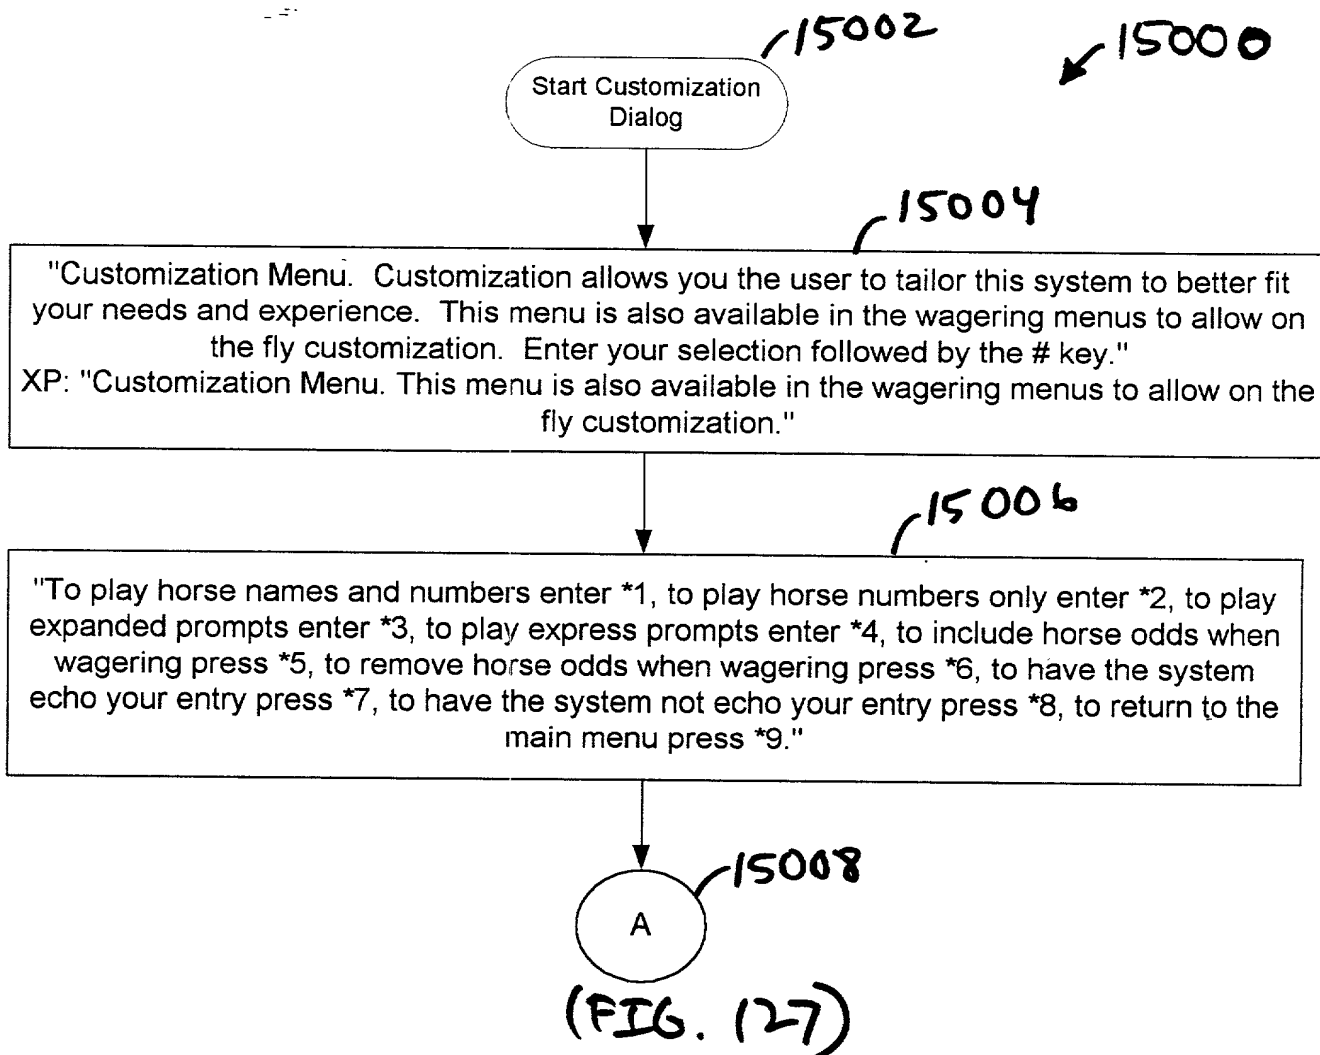 15002
15000
Start Customization
Dialog
15004
"Customization Menu. Customization allows you the user to tailor this system to better fit
your needs and experience. This menu is also available in the wagering menus to allow on
the fly customization. Enter your selection followed by the # key."
XP: "Customization Menu. This menu is also available in the wagering menus to allow on the
fly customization."
15006
"To play horse names and numbers enter *1, to play horse numbers only enter *2, to play
expanded prompts enter *3, to play express prompts enter *4, to include horse odds when
wagering press *5, to remove horse odds when wagering press *6, to have the system
echo your entry press *7, to have the system not echo your entry press *8, to return to the
main menu press *9."
15008
A
(FIG. 127)